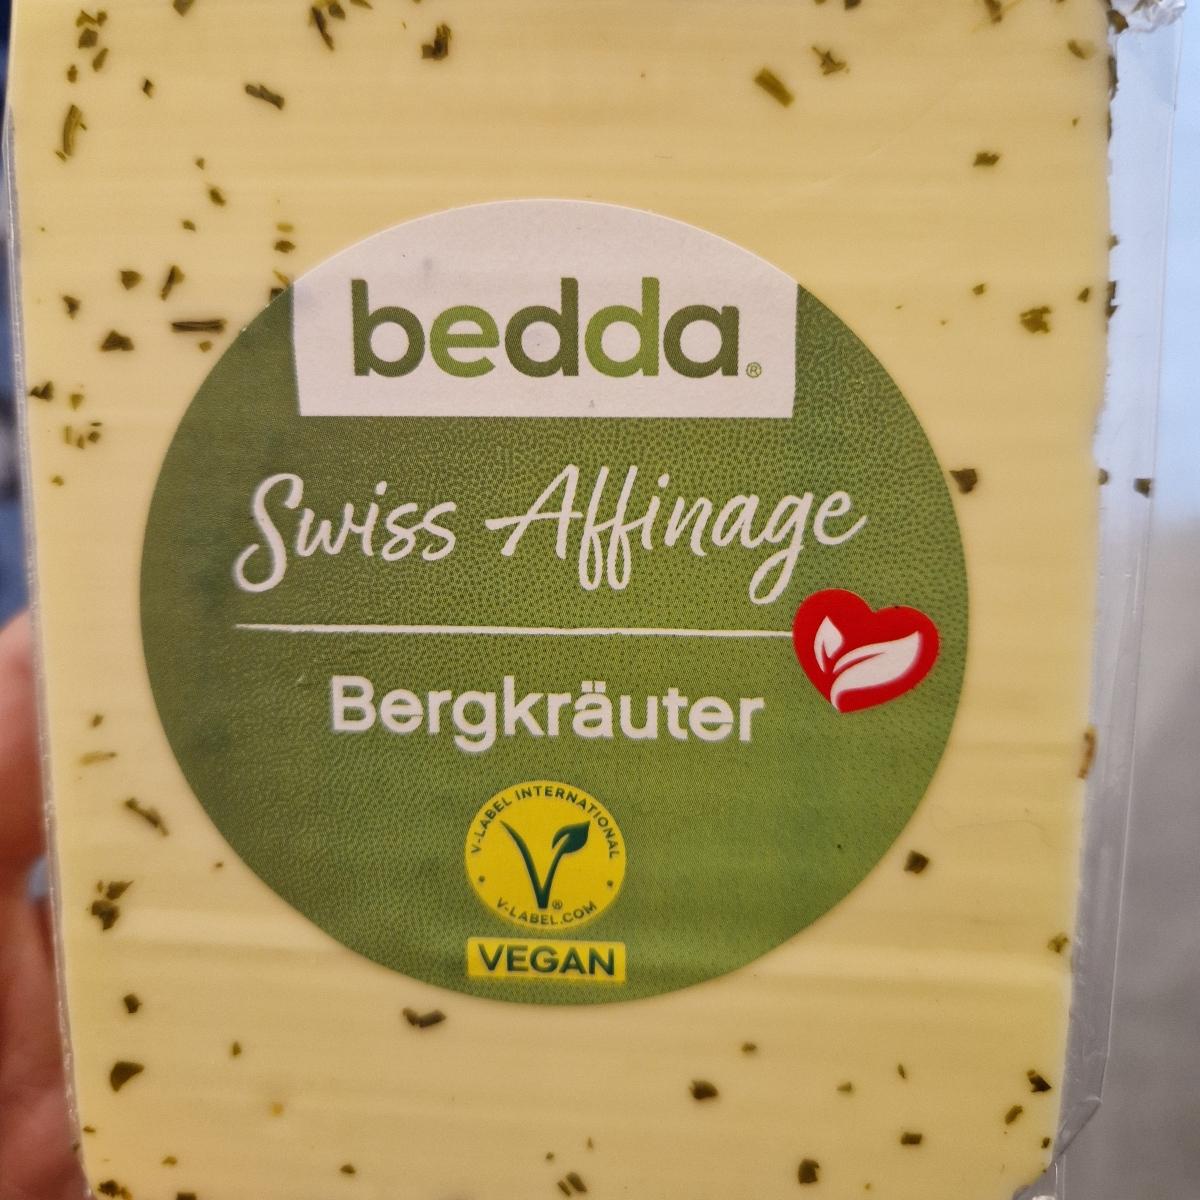 bedda®
Swiss Affinage
Bergkräuter
V-LABEL INTERNATIONAL
®
V-LABEL.COM
VEGAN